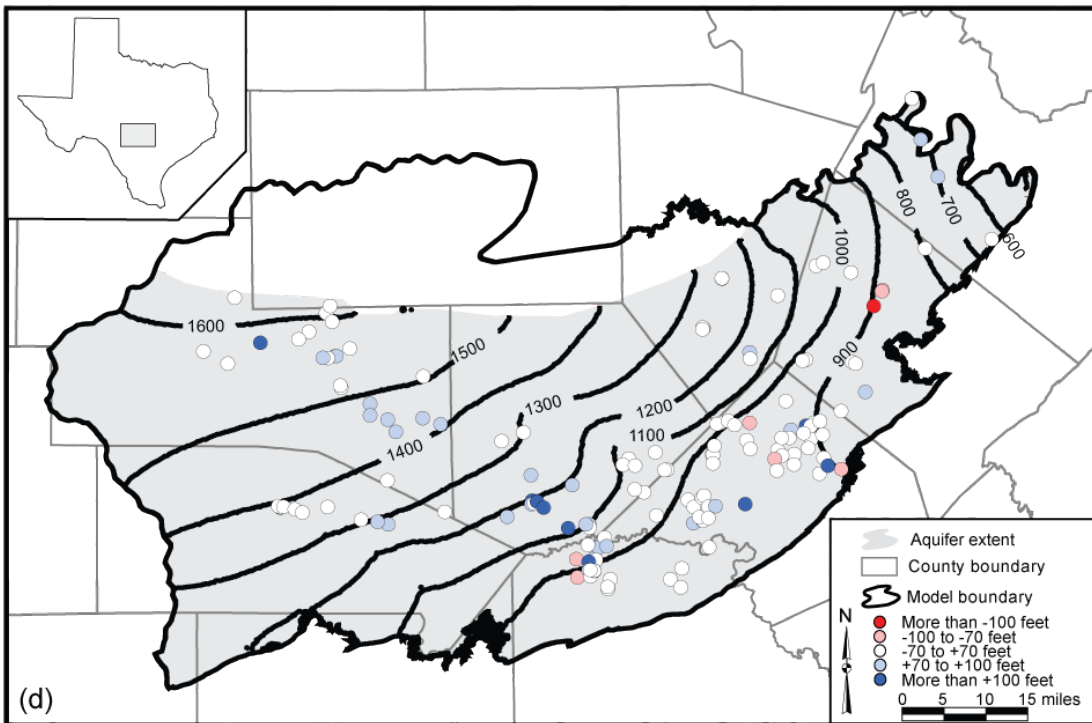 800
700
600
1000
1600
1500
900
1300
1200
1100
1400
Aquifer extent
County boundary
Model boundary
N
More than -100 feet
-100 to -70 feet
-70 to +70 feet
+70 to +100 feet
More than +100 feet
0 5 10 15 miles
(d)